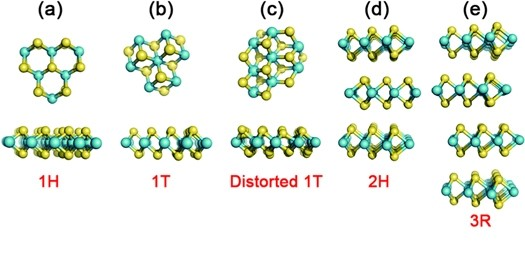 (a) (b) (c) (d) (e)
1H 1T Distorted 1T 2H
3R